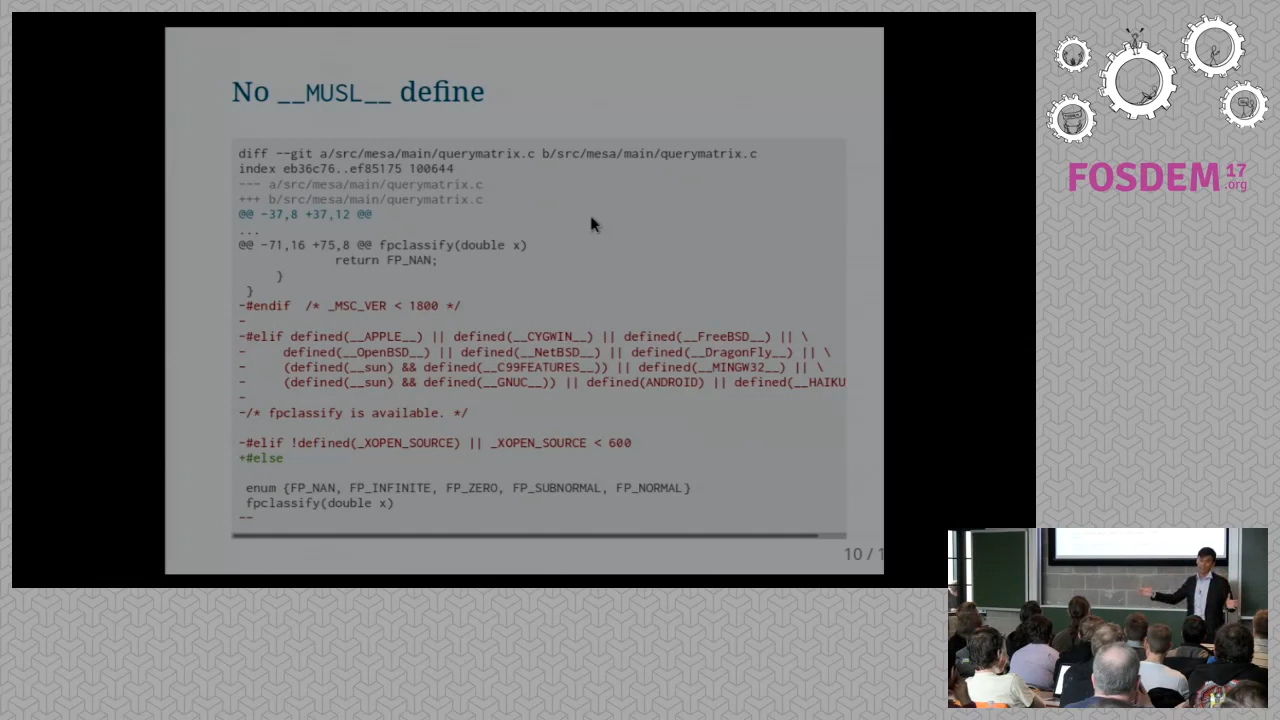 No __MUSL__ define
diff --git a/src/mesa/main/querymatrix.c b/src/mesa/main/querymatrix.c
index eb36c76..ef85175 100644
--- a/src/mesa/main/querymatrix.c
+++ b/src/mesa/main/querymatrix.c
@@ -37,8 +37,12 @@
...
@@ -71,16 +75,8 @@ fpclassify(double x)
return FP_NAN;
}
}
-#endif /* _MSC_VER < 1800 */
-
-#elif defined(__APPLE__) || defined(__CYGWIN__) || defined(__FreeBSD__) || \
- defined(__OpenBSD__) || defined(__NetBSD__) || defined(__DragonFly__) || \
- (defined(__sun) && defined(__C99FEATURES__)) || defined(__MINGW32__) || \
- (defined(__sun) && defined(__GNUC__)) || defined(ANDROID) || defined(__HAIKU
-
-/* fpclassify is available. */
-#elif !defined(_XOPEN_SOURCE) || _XOPEN_SOURCE < 600
+#else
enum {FP_NAN, FP_INFINITE, FP_ZERO, FP_SUBNORMAL, FP_NORMAL}
fpclassify(double x)
--
10 / 1
FOSDEM 17
.org